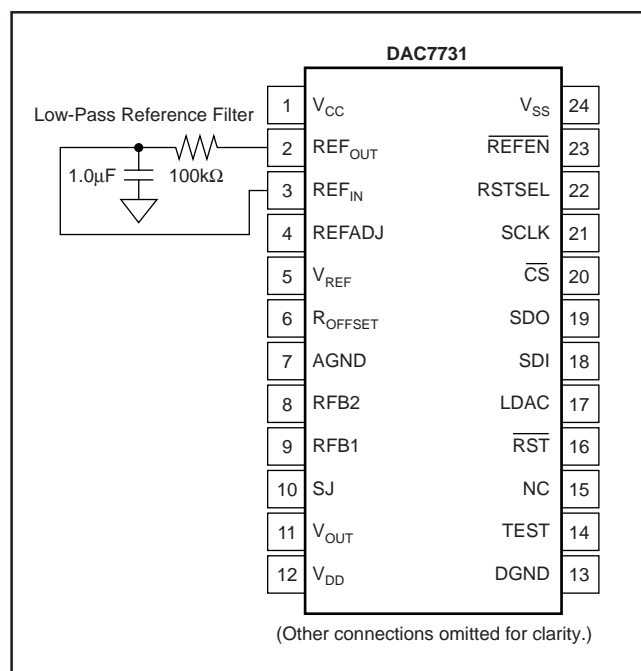 DAC7731
Low-Pass Reference Filter
1.0µF
100kΩ
1 V_CC
2 REF_OUT
3 REF_IN
4 REFADJ
5 V_REF
6 R_OFFSET
7 AGND
8 RFB2
9 RFB1
10 SJ
11 V_OUT
12 V_DD
V_SS 24
R̅E̅F̅E̅N̅ 23
RSTSEL 22
SCLK 21
C̅S̅ 20
SDO 19
SDI 18
LDAC 17
R̅S̅T̅ 16
NC 15
TEST 14
DGND 13
(Other connections omitted for clarity.)